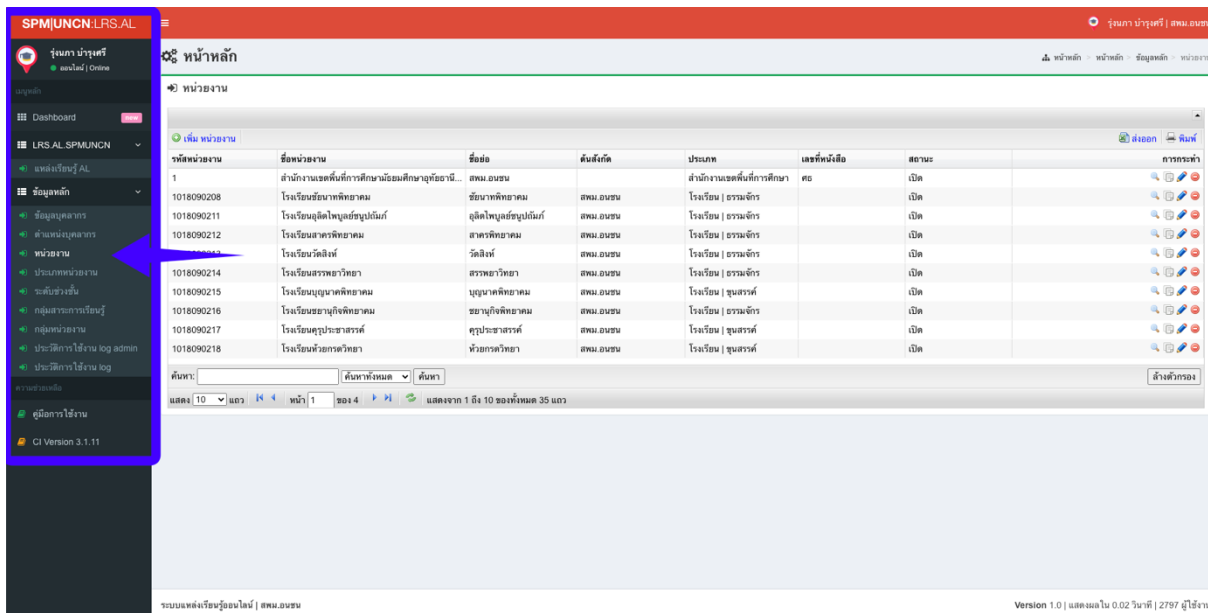 SPM|UNCN:LRS.AL
รุ่งนภา บำรุงศรี | สพม.อนชน
รุ่งนภา บำรุงศรี
ออนไลน์ | Online
หน้าหลัก
หน้าหลัก > หน้าหลัก > ข้อมูลหลัก > หน่วยงาน
เมนูหลัก
หน่วยงาน
Dashboard new
LRS.AL.SPMUNCN
เพิ่ม หน่วยงาน ส่งออก พิมพ์
แหล่งเรียนรู้ AL
ข้อมูลหลัก
ข้อมูลบุคลากร
ตำแหน่งบุคลากร
หน่วยงาน
ประเภทหน่วยงาน
ระดับช่วงชั้น
กลุ่มสาระการเรียนรู้
กลุ่มหน่วยงาน
ประวัติการใช้งาน log admin
ประวัติการใช้งาน log
ความช่วยเหลือ
คู่มือการใช้งาน
CI Version 3.1.11
รหัสหน่วยงาน ชื่อหน่วยงาน ชื่อย่อ ต้นสังกัด ประเภท เลขที่หนังสือ สถานะ การกระทำ
1 สำนักงานเขตพื้นที่การศึกษามัธยมศึกษาอุทัยธานี... สพม.อนชน สำนักงานเขตพื้นที่การศึกษา ศธ เปิด
1018090208 โรงเรียนชัยนาทพิทยาคม ชัยนาทพิทยาคม สพม.อนชน โรงเรียน | ธรรมจักร เปิด
1018090211 โรงเรียนอุลิตไพบูลย์ชนูปถัมภ์ อุลิตไพบูลย์ชนูปถัมภ์ สพม.อนชน โรงเรียน | ธรรมจักร เปิด
1018090212 โรงเรียนสาครพิทยาคม สาครพิทยาคม สพม.อนชน โรงเรียน | ธรรมจักร เปิด
โรงเรียนวัดสิงห์ วัดสิงห์ สพม.อนชน โรงเรียน | ธรรมจักร เปิด
1018090214 โรงเรียนสรรพยาวิทยา สรรพยาวิทยา สพม.อนชน โรงเรียน | ธรรมจักร เปิด
1018090215 โรงเรียนบุญนาคพิทยาคม บุญนาคพิทยาคม สพม.อนชน โรงเรียน | ขุนสรรค์ เปิด
1018090216 โรงเรียนชยานุกิจพิทยาคม ชยานุกิจพิทยาคม สพม.อนชน โรงเรียน | ธรรมจักร เปิด
1018090217 โรงเรียนคุรุประชาสรรค์ คุรุประชาสรรค์ สพม.อนชน โรงเรียน | ขุนสรรค์ เปิด
1018090218 โรงเรียนห้วยกรดวิทยา ห้วยกรดวิทยา สพม.อนชน โรงเรียน | ขุนสรรค์ เปิด
ค้นหา: ค้นหาทั้งหมด ค้นหา ล้างตัวกรอง
แสดง 10 แถว หน้า 1 ของ 4 แสดงจาก 1 ถึง 10 ของทั้งหมด 35 แถว
ระบบแหล่งเรียนรู้ออนไลน์ | สพม.อนชน
Version 1.0 | แสดงผลใน 0.02 วินาที | 2797 ผู้ใช้งาน